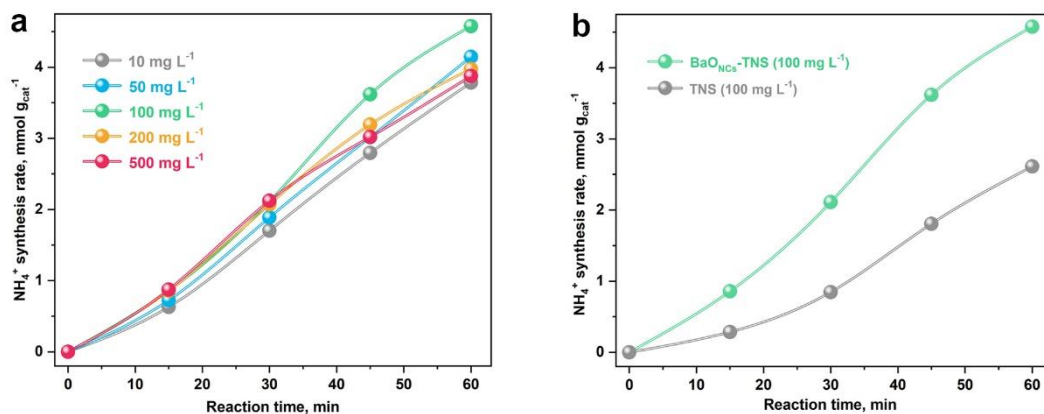 a
10 mg L⁻¹
50 mg L⁻¹
100 mg L⁻¹
200 mg L⁻¹
500 mg L⁻¹
NH₄⁺ synthesis rate, mmol g_cat⁻¹
4
3
2
1
0
0 10 20 30 40 50 60
Reaction time, min
b
BaO_NCs-TNS (100 mg L⁻¹)
TNS (100 mg L⁻¹)
NH₄⁺ synthesis rate, mmol g_cat⁻¹
4
3
2
1
0
0 10 20 30 40 50 60
Reaction time, min